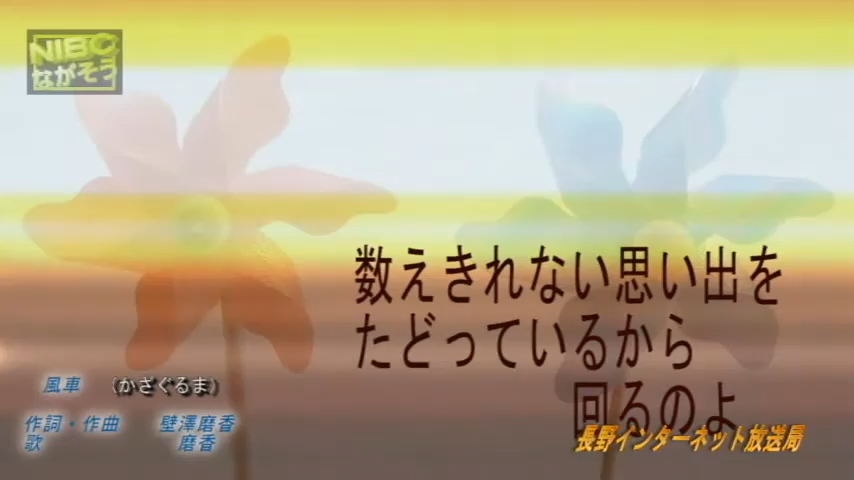 NIBC
ながそう
数えきれない思い出を
たどっているから
回るのよ
風車 (かざぐるま)
作詞・作曲 壁澤磨香
歌 磨香
長野インターネット放送局